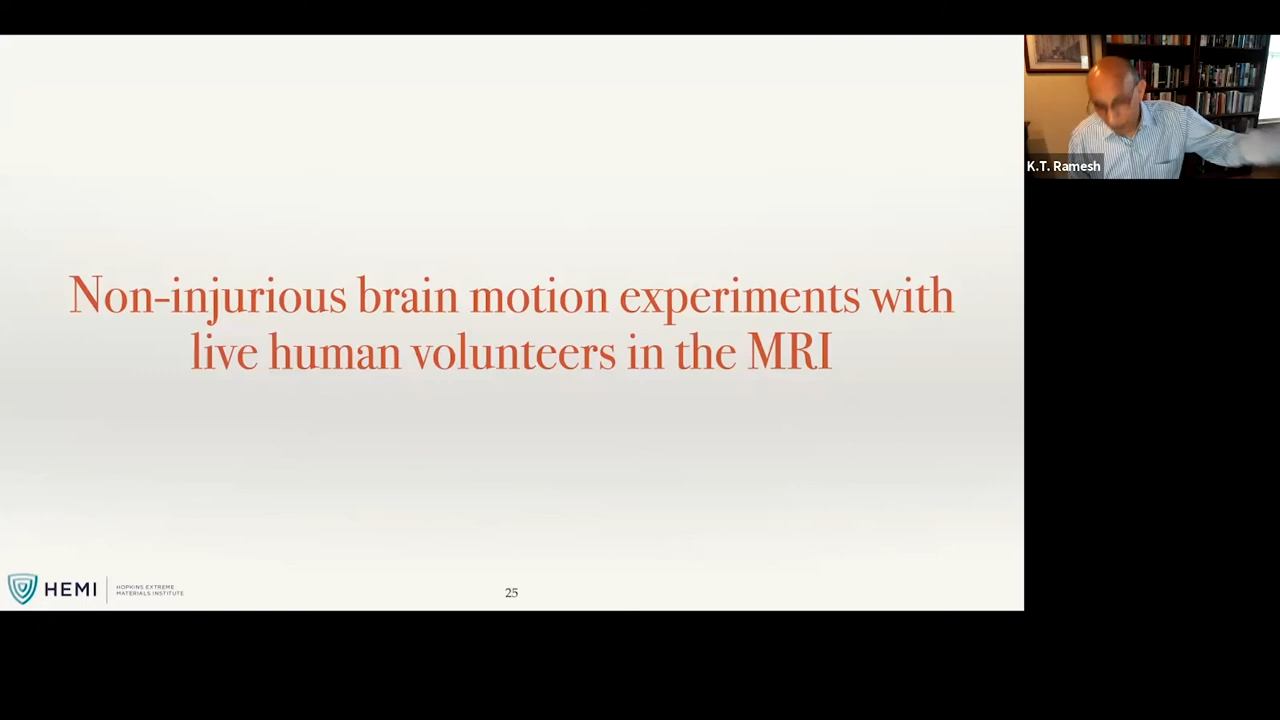 Non-injurious brain motion experiments with
live human volunteers in the MRI
K.T. Ramesh
HEMI
HOPKINS EXTREME
MATERIALS INSTITUTE
25